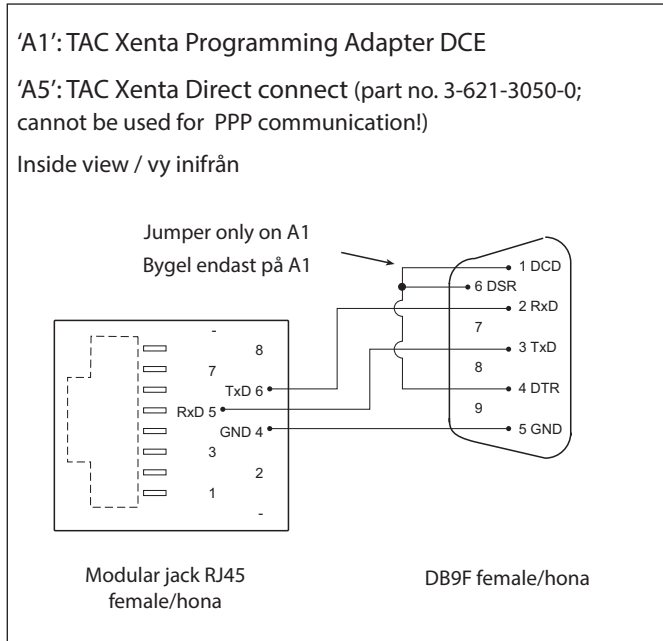 'A1': TAC Xenta Programming Adapter DCE
'A5': TAC Xenta Direct connect (part no. 3-621-3050-0;
cannot be used for PPP communication!)
Inside view / vy inifrån
Jumper only on A1
Bygel endast på A1
-
8
7
TxD 6
RxD 5
GND 4
3
2
1
-
1 DCD
6 DSR
2 RxD
7
3 TxD
8
4 DTR
9
5 GND
Modular jack RJ45
female/hona
DB9F female/hona